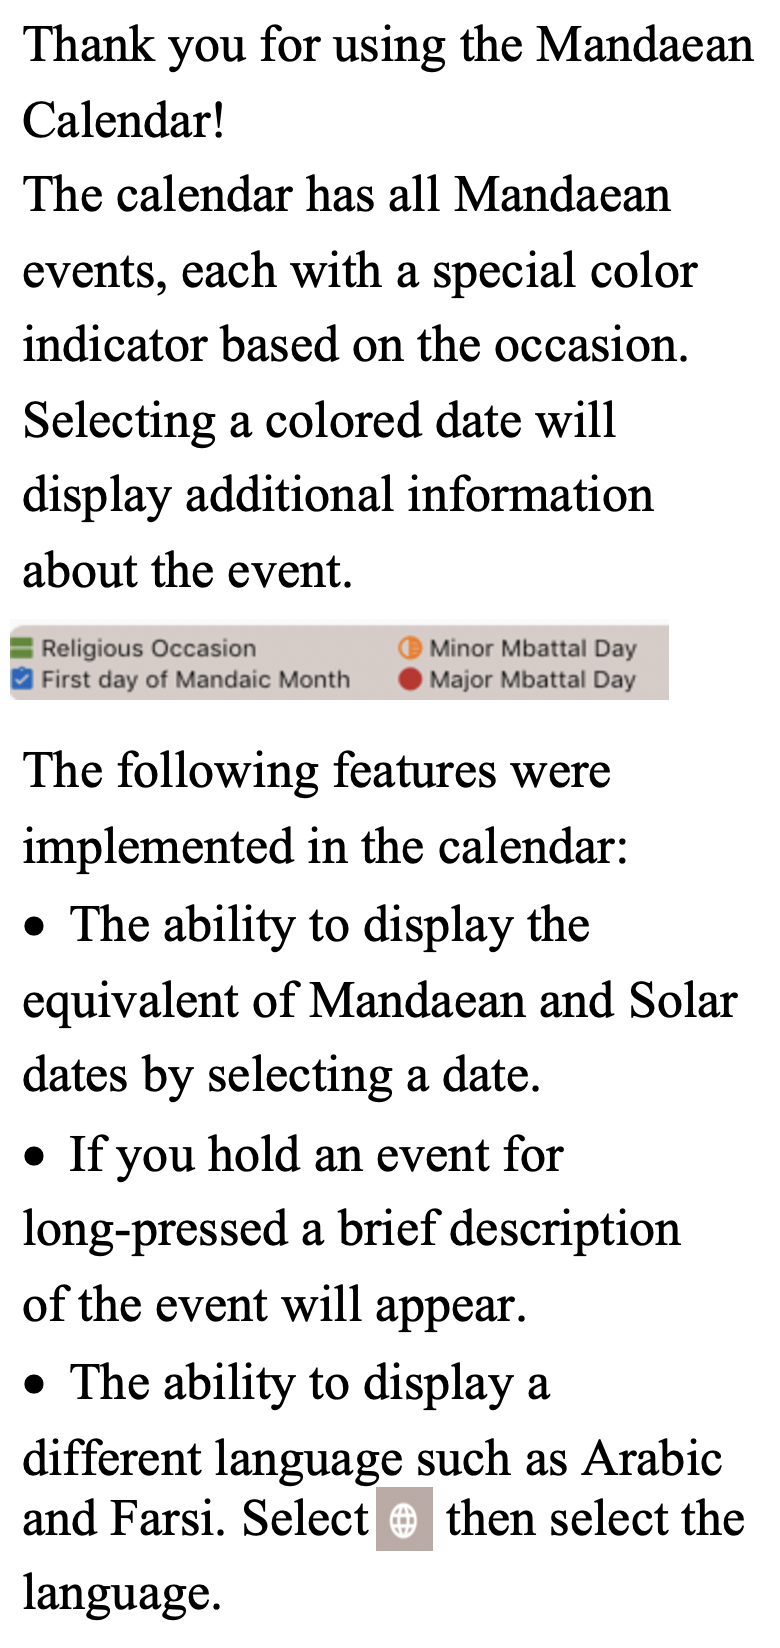 Thank you for using the Mandaean
Calendar!
The calendar has all Mandaean
events, each with a special color
indicator based on the occasion.
Selecting a colored date will
display additional information
about the event.
Religious Occasion
Minor Mbattal Day
First day of Mandaic Month
Major Mbattal Day
The following features were
implemented in the calendar:
• The ability to display the
equivalent of Mandaean and Solar
dates by selecting a date.
• If you hold an event for
long-pressed a brief description
of the event will appear.
• The ability to display a
different language such as Arabic
and Farsi. Select then select the
language.